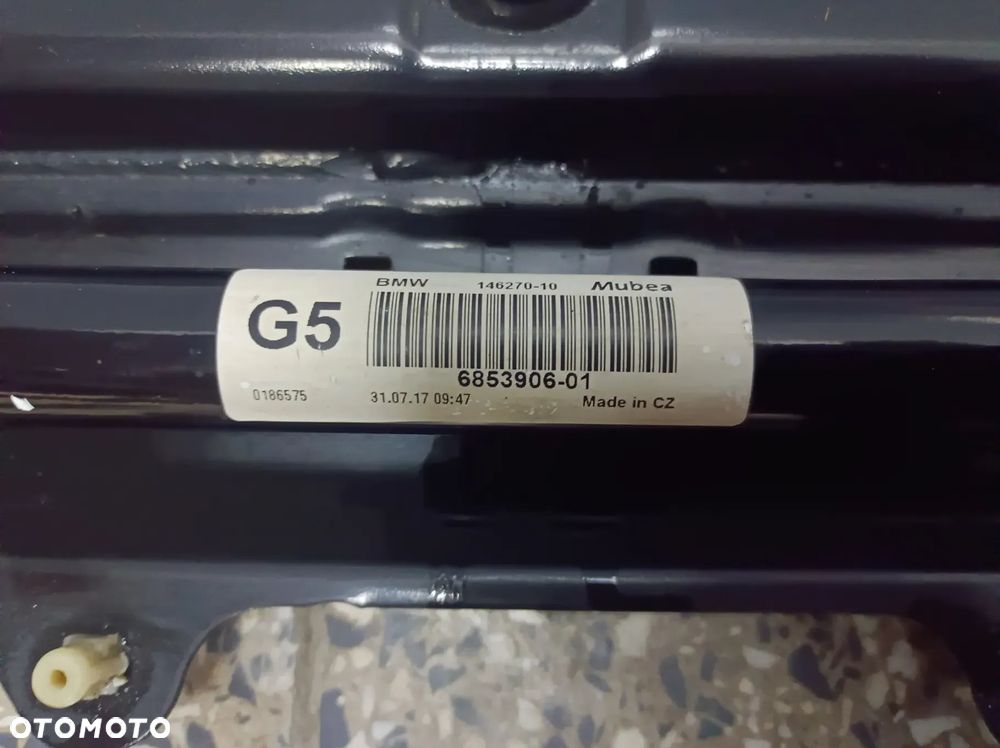 BMW 146270-10 Mubea
G5
6853906-01
0186575 31.07.17 09:47 Made in CZ
OTOMOTO